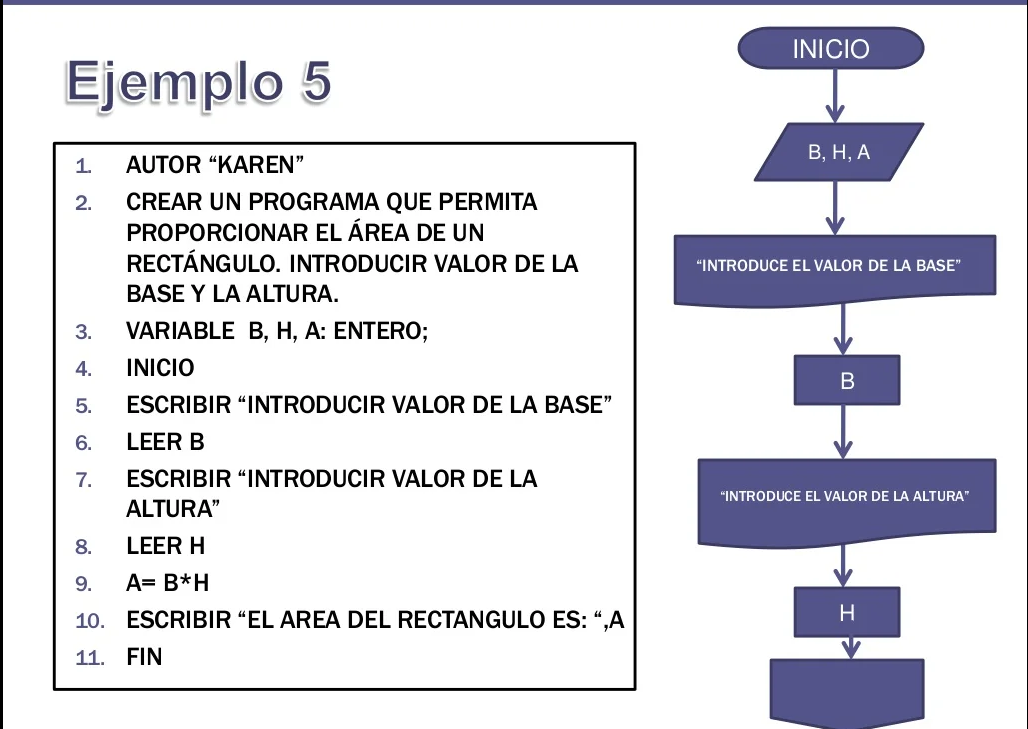 Ejemplo 5
1. AUTOR “KAREN”
2. CREAR UN PROGRAMA QUE PERMITA
PROPORCIONAR EL ÁREA DE UN
RECTÁNGULO. INTRODUCIR VALOR DE LA
BASE Y LA ALTURA.
3. VARIABLE B, H, A: ENTERO;
4. INICIO
5. ESCRIBIR “INTRODUCIR VALOR DE LA BASE”
6. LEER B
7. ESCRIBIR “INTRODUCIR VALOR DE LA
ALTURA”
8. LEER H
9. A= B*H
10. ESCRIBIR “EL AREA DEL RECTANGULO ES: “,A
11. FIN
INICIO
B, H, A
“INTRODUCE EL VALOR DE LA BASE”
B
“INTRODUCE EL VALOR DE LA ALTURA”
H